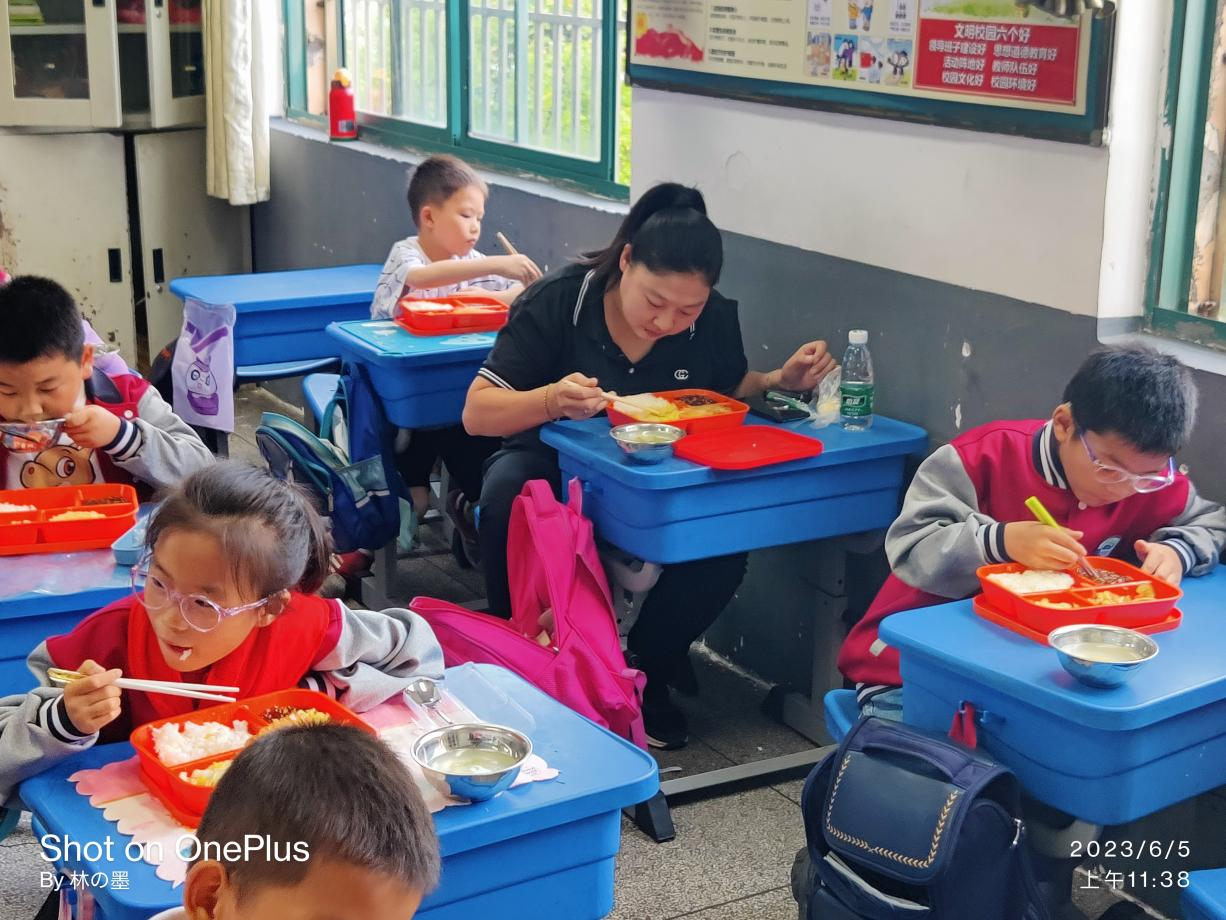 文明校园六个好
领导班子建设好 思想道德教育好
活动阵地好 教师队伍好
校园文化好 校园环境好
Shot on OnePlus
By 林の墨
2023/6/5
上午11:38